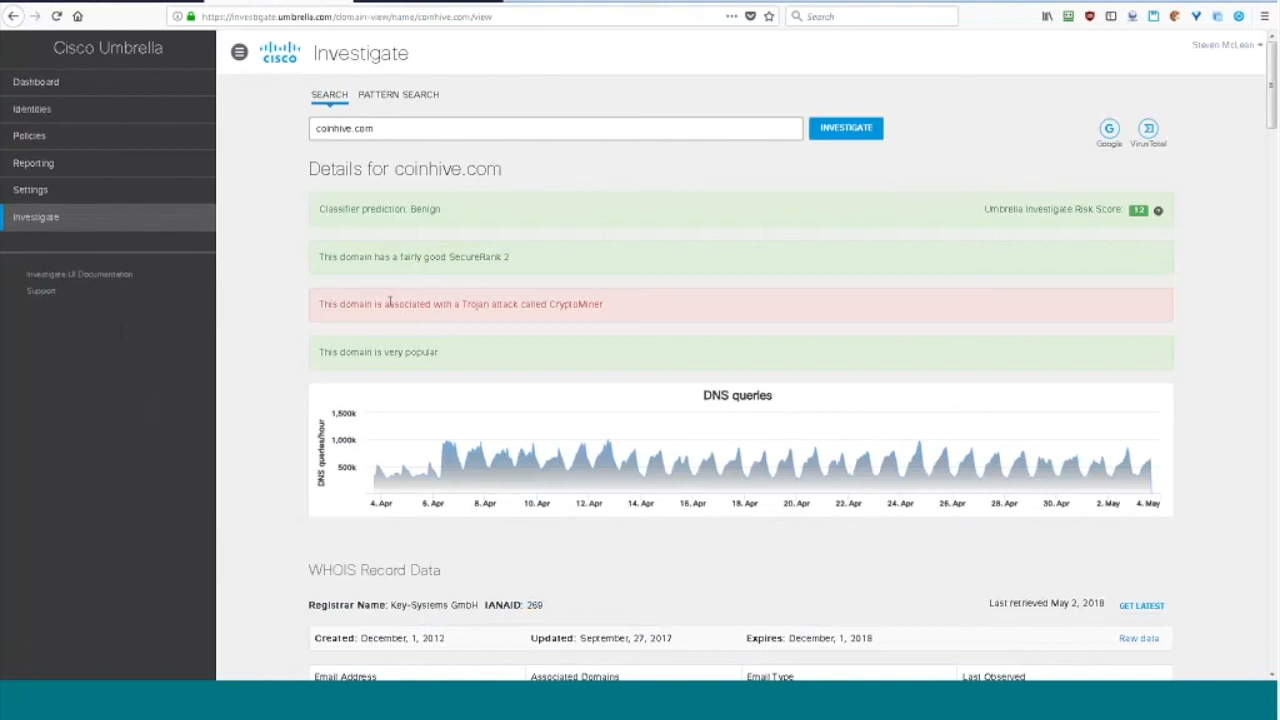 https://investigate.umbrella.com/domain-view/name/coinhive.com/view
Search
Cisco Umbrella
Dashboard
Identities
Policies
Reporting
Settings
Investigate
Investigate UI Documentation
Support
CISCO
Investigate
Steven McLean
SEARCH PATTERN SEARCH
coinhive.com
INVESTIGATE
Google VirusTotal
Details for coinhive.com
Classifier prediction: Benign
Umbrella Investigate Risk Score: 12
This domain has a fairly good SecureRank 2
This domain is associated with a Trojan attack called CryptoMiner
This domain is very popular
DNS queries
DNS queries/hour
1,500k
1,000k
500k
4. Apr 6. Apr 8. Apr 10. Apr 12. Apr 14. Apr 16. Apr 18. Apr 20. Apr 22. Apr 24. Apr 26. Apr 28. Apr 30. Apr 2. May 4. May
WHOIS Record Data
Registrar Name: Key-Systems GmbH IANAID: 269
Last retrieved May 2, 2018 GET LATEST
Created: December, 1, 2012 Updated: September, 27, 2017 Expires: December, 1, 2018 Raw data
Email Address Associated Domains Email Type Last Observed